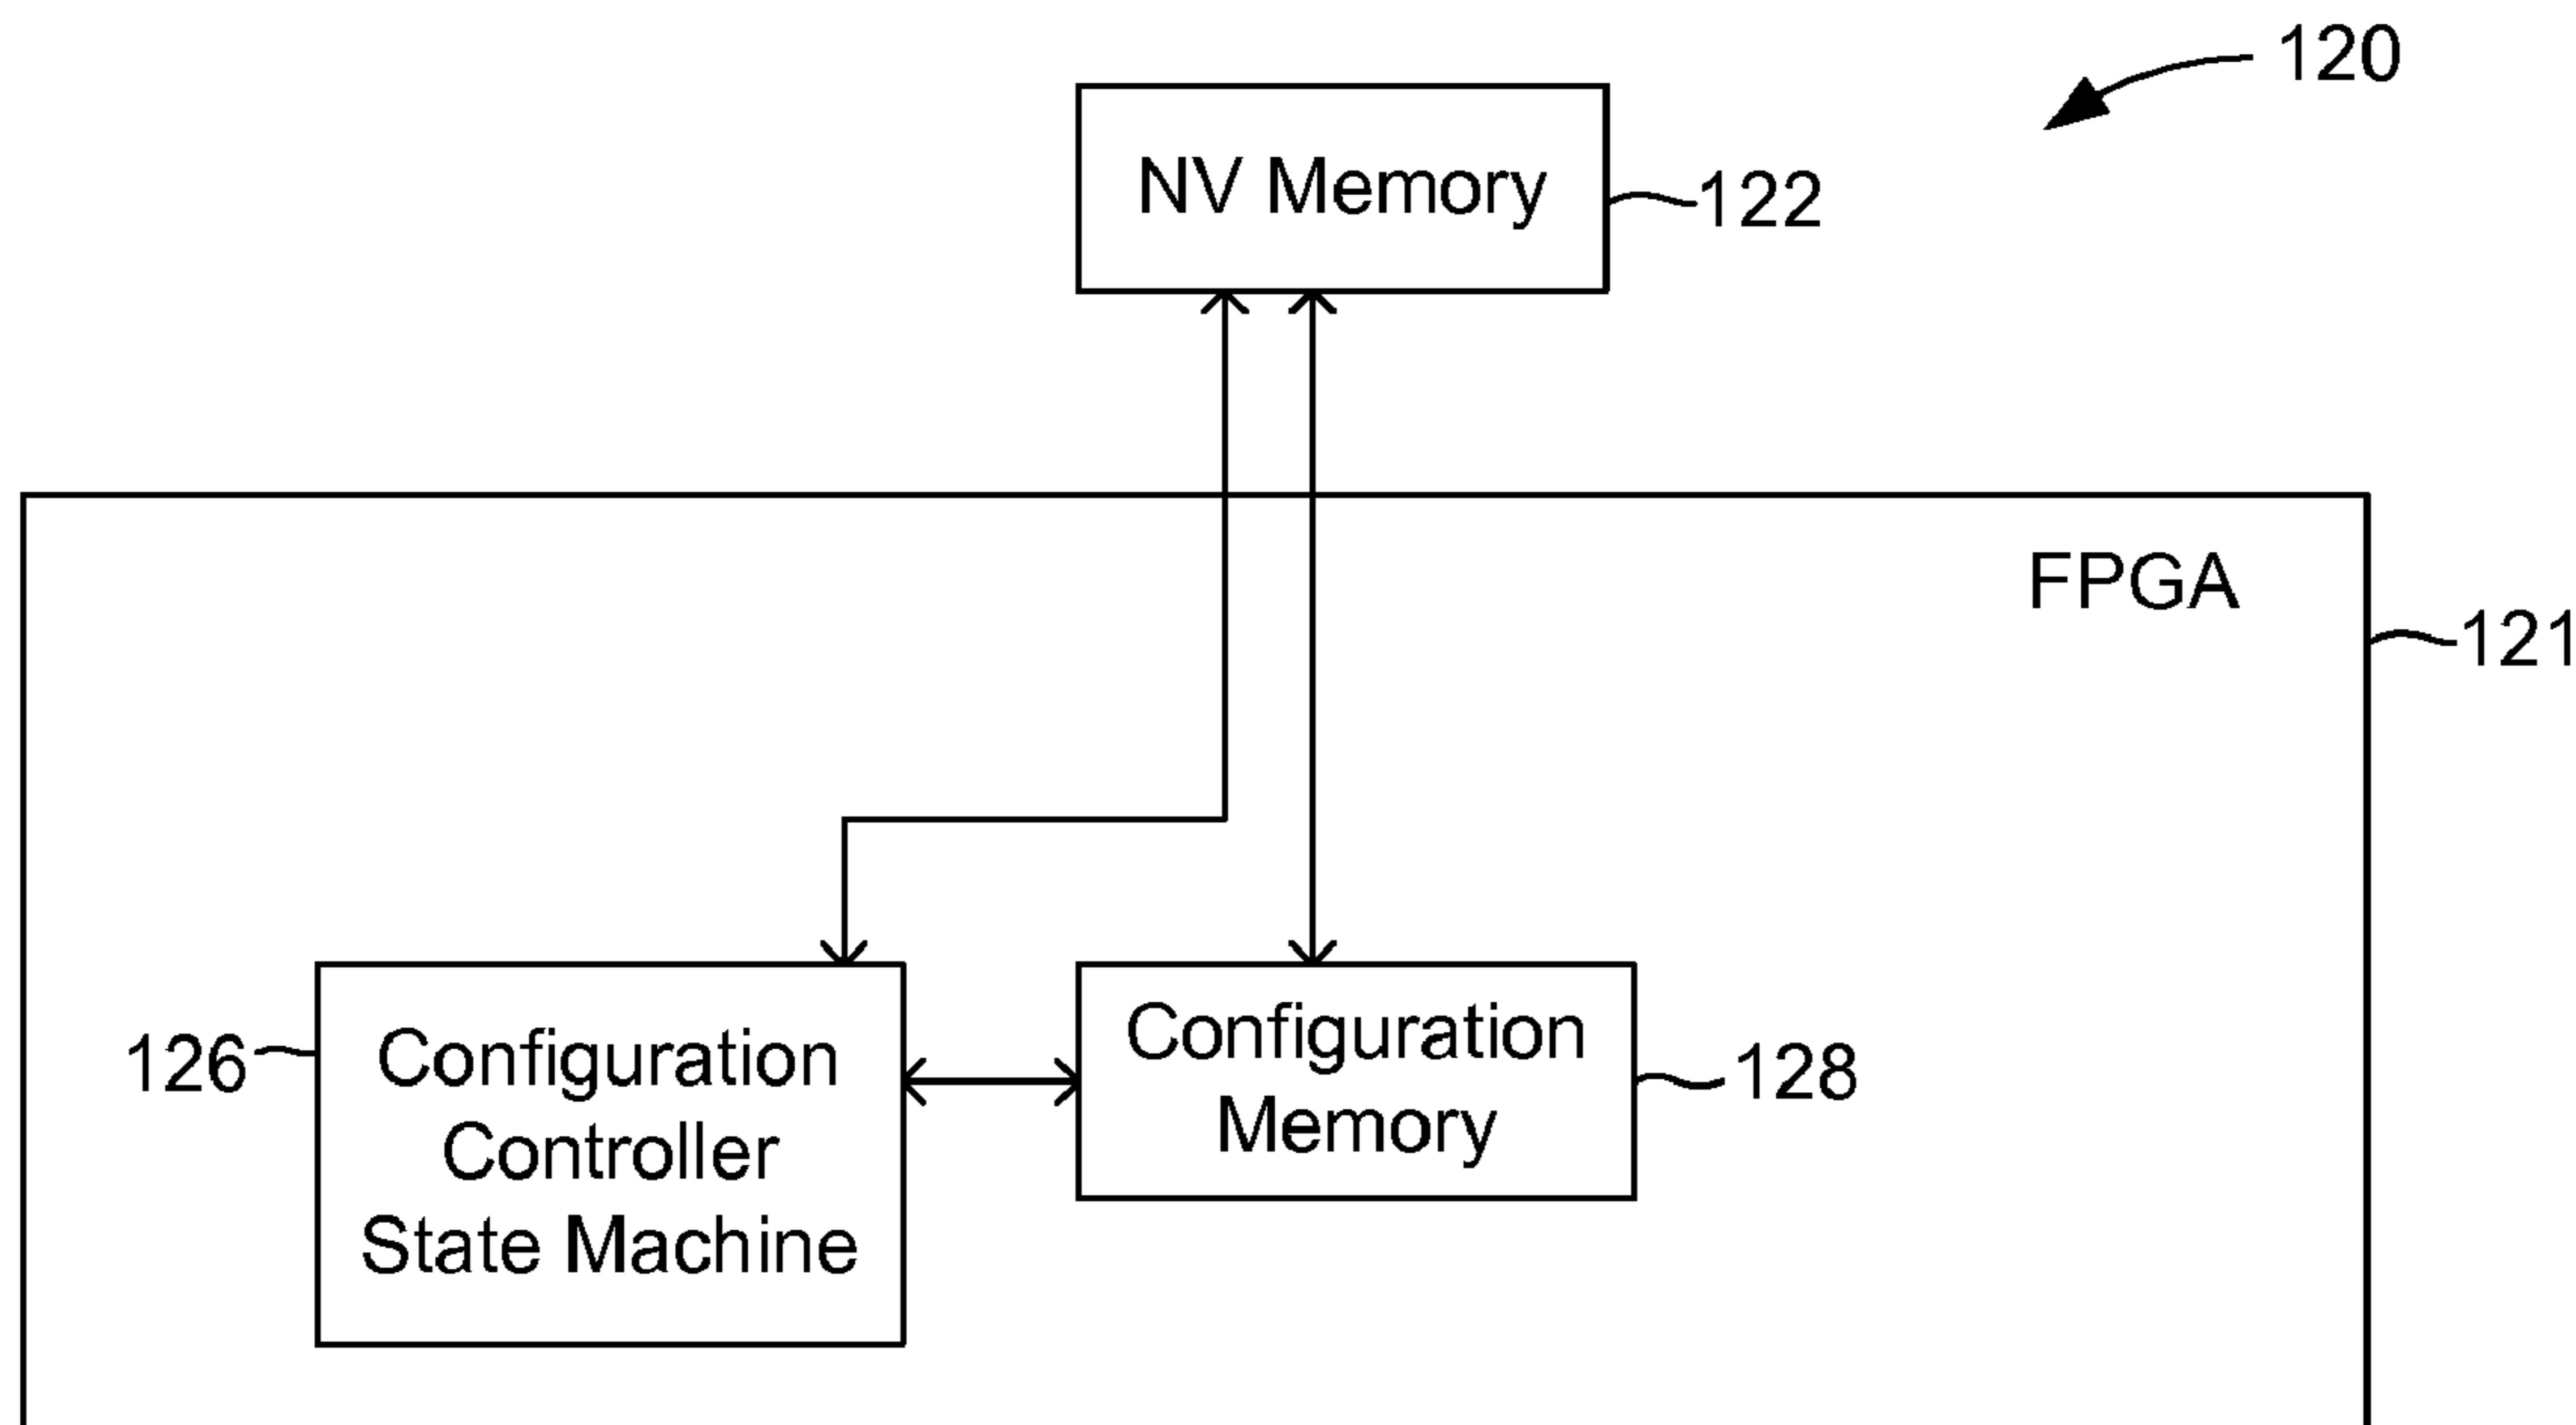 120
NV Memory
122
FPGA
121
126
Configuration
Controller
State Machine
Configuration
Memory
128